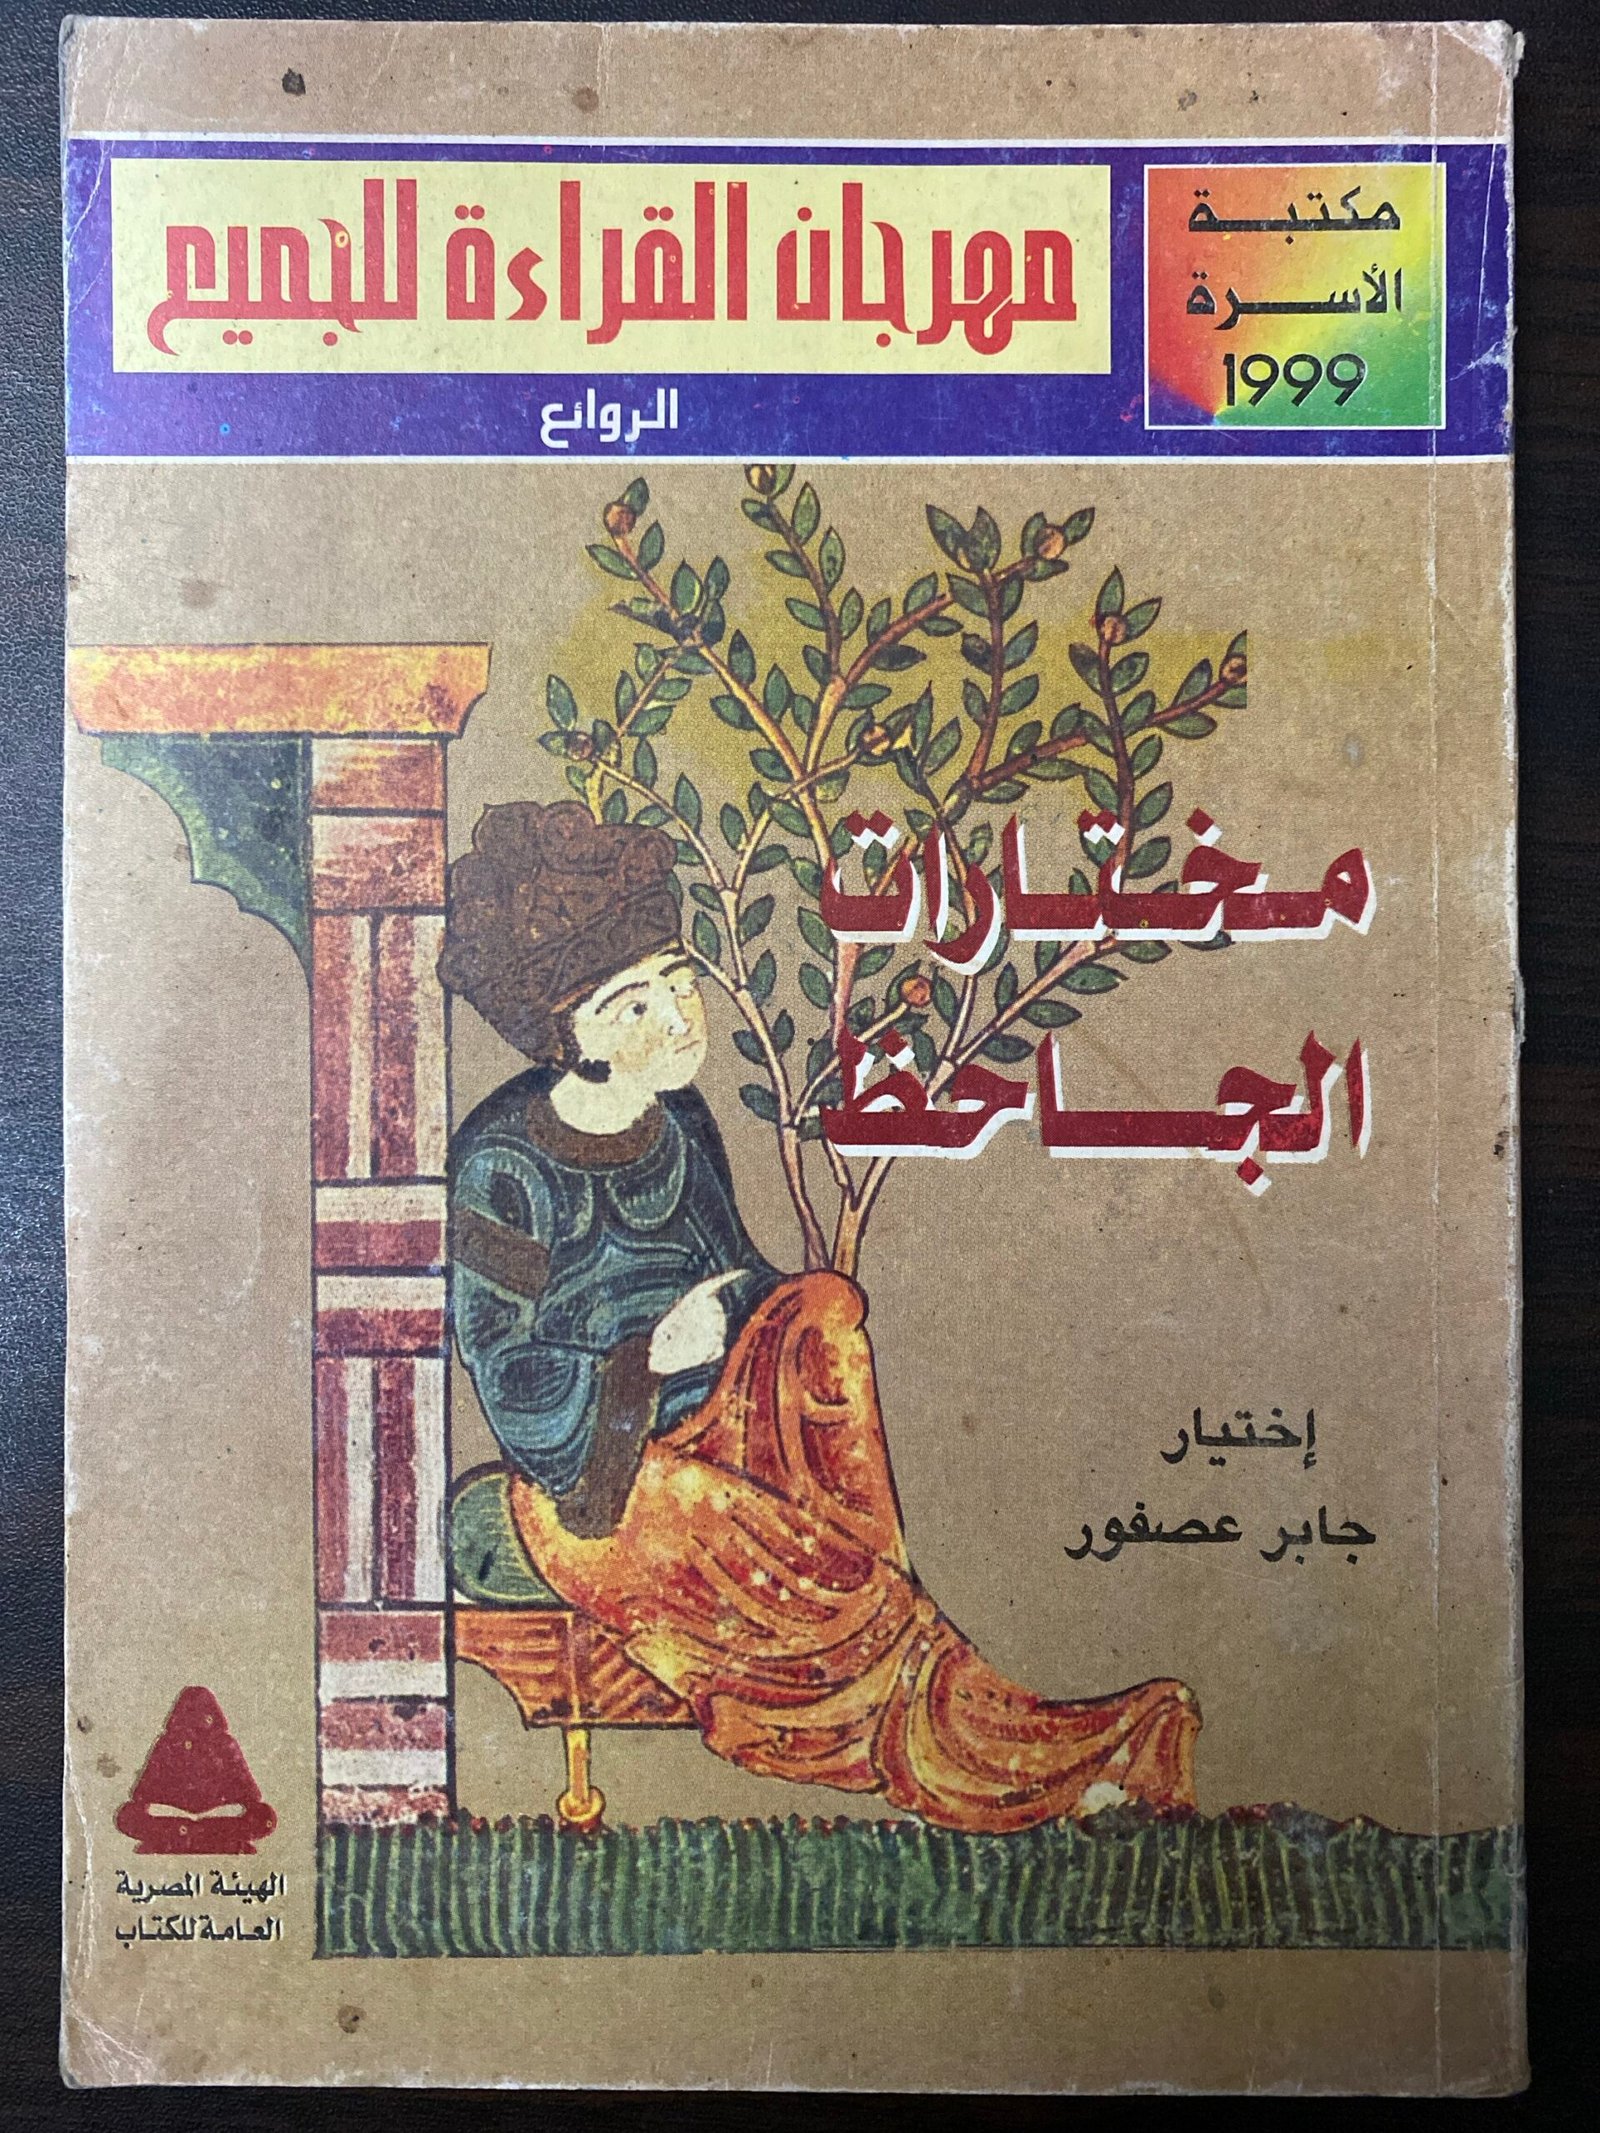 مكتبة
الأسرة
1999
مهرجان القراءة للجميع
الروائع
مختارات
الجاحظ
إختيار
جابر عصفور
الهيئة المصرية
العامة للكتاب